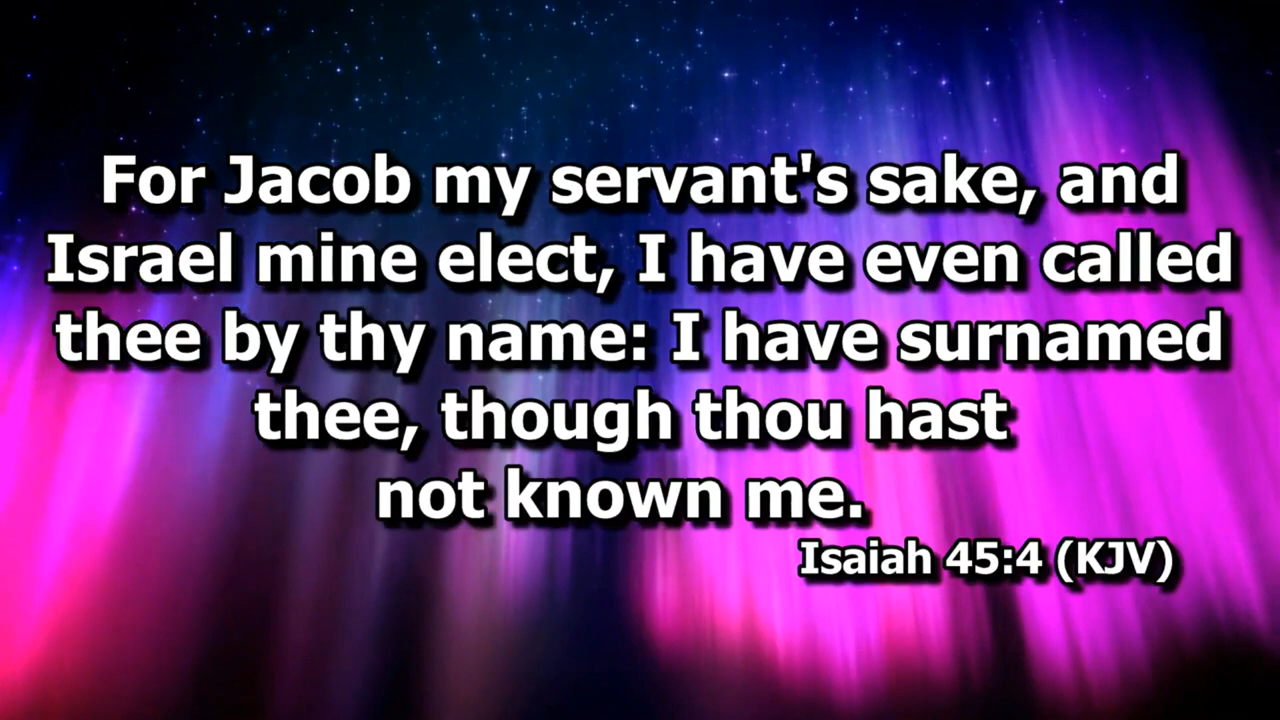 For Jacob my servant's sake, and
Israel mine elect, I have even called
thee by thy name: I have surnamed
thee, though thou hast
not known me.
Isaiah 45:4 (KJV)